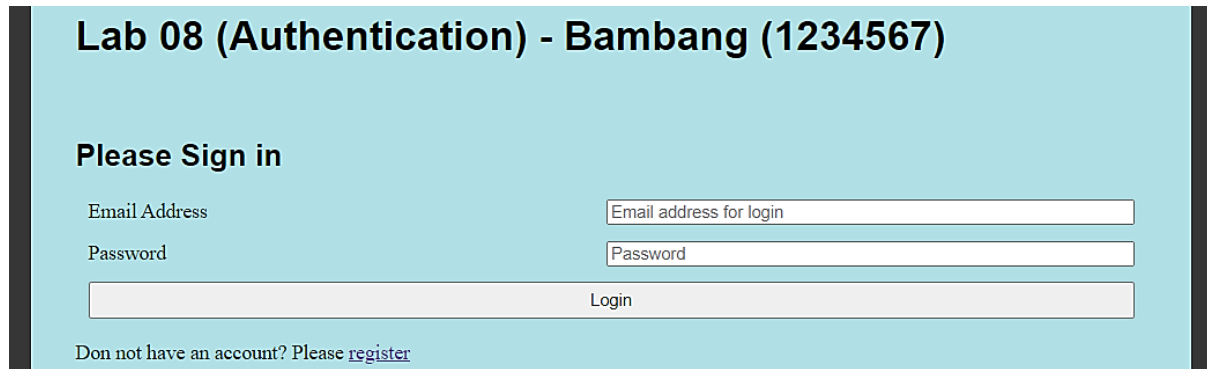 Lab 08 (Authentication) - Bambang (1234567)
Please Sign in
Email Address
Email address for login
Password
Password
Login
Don not have an account? Please register